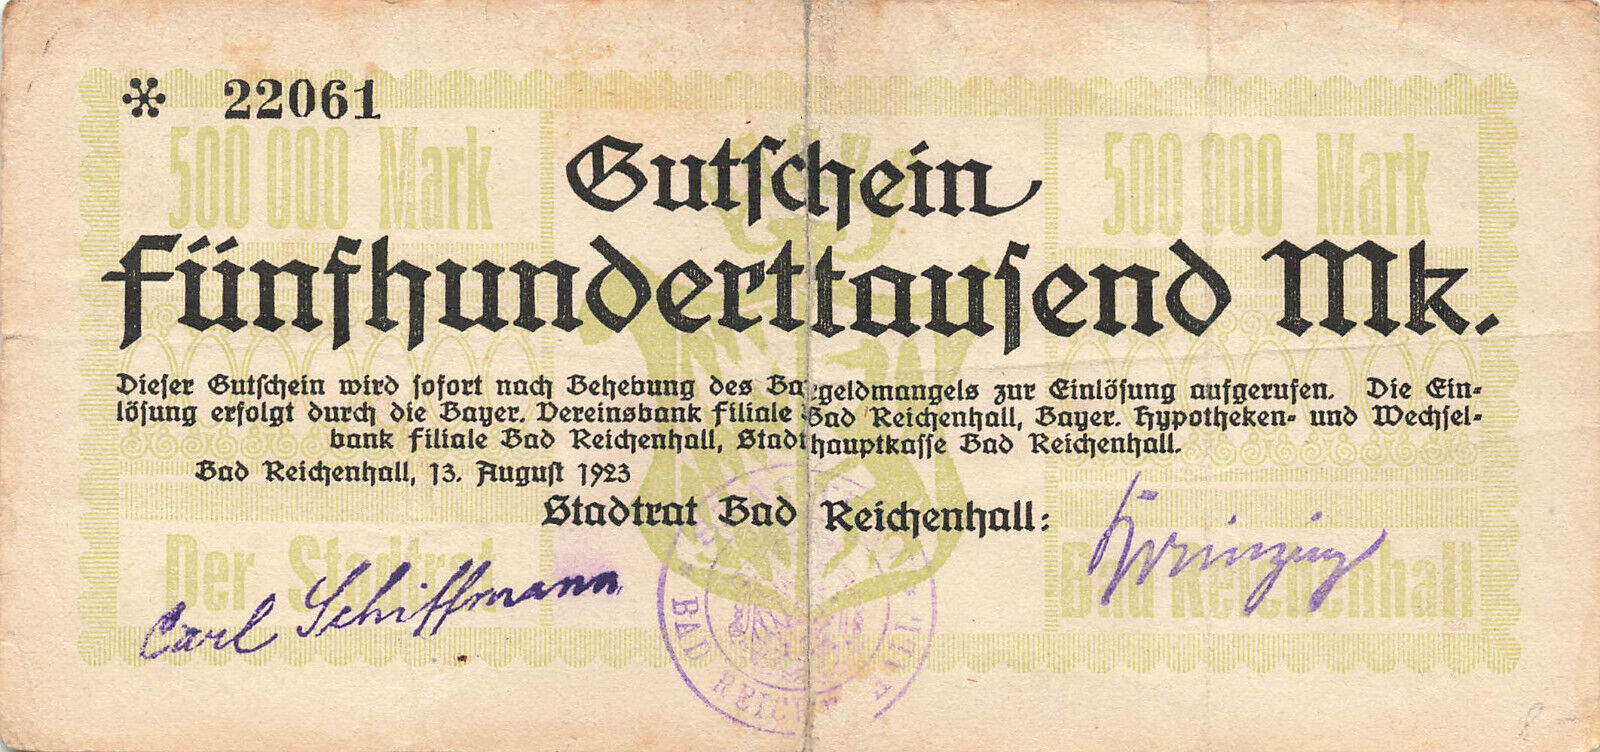 * 22061
500 000 Mark
500 000 Mark
Gutschein
Fünfhunderttausend Mk.
Dieser Gutschein wird sofort nach Behebung des Bargeldmangels zur Einlösung aufgerufen. Die Ein-
lösung erfolgt durch die Bayer. Vereinsbank Filiale Bad Reichenhall, Bayer. Hypotheken- und Wechsel-
bank Filiale Bad Reichenhall, Stadthauptkasse Bad Reichenhall.
Bad Reichenhall, 13. August 1923
Stadtrat Bad Reichenhall:
Der Stadtrat
Bad Reichenhall
Carl Schiffmann
BAD REICHENHALL